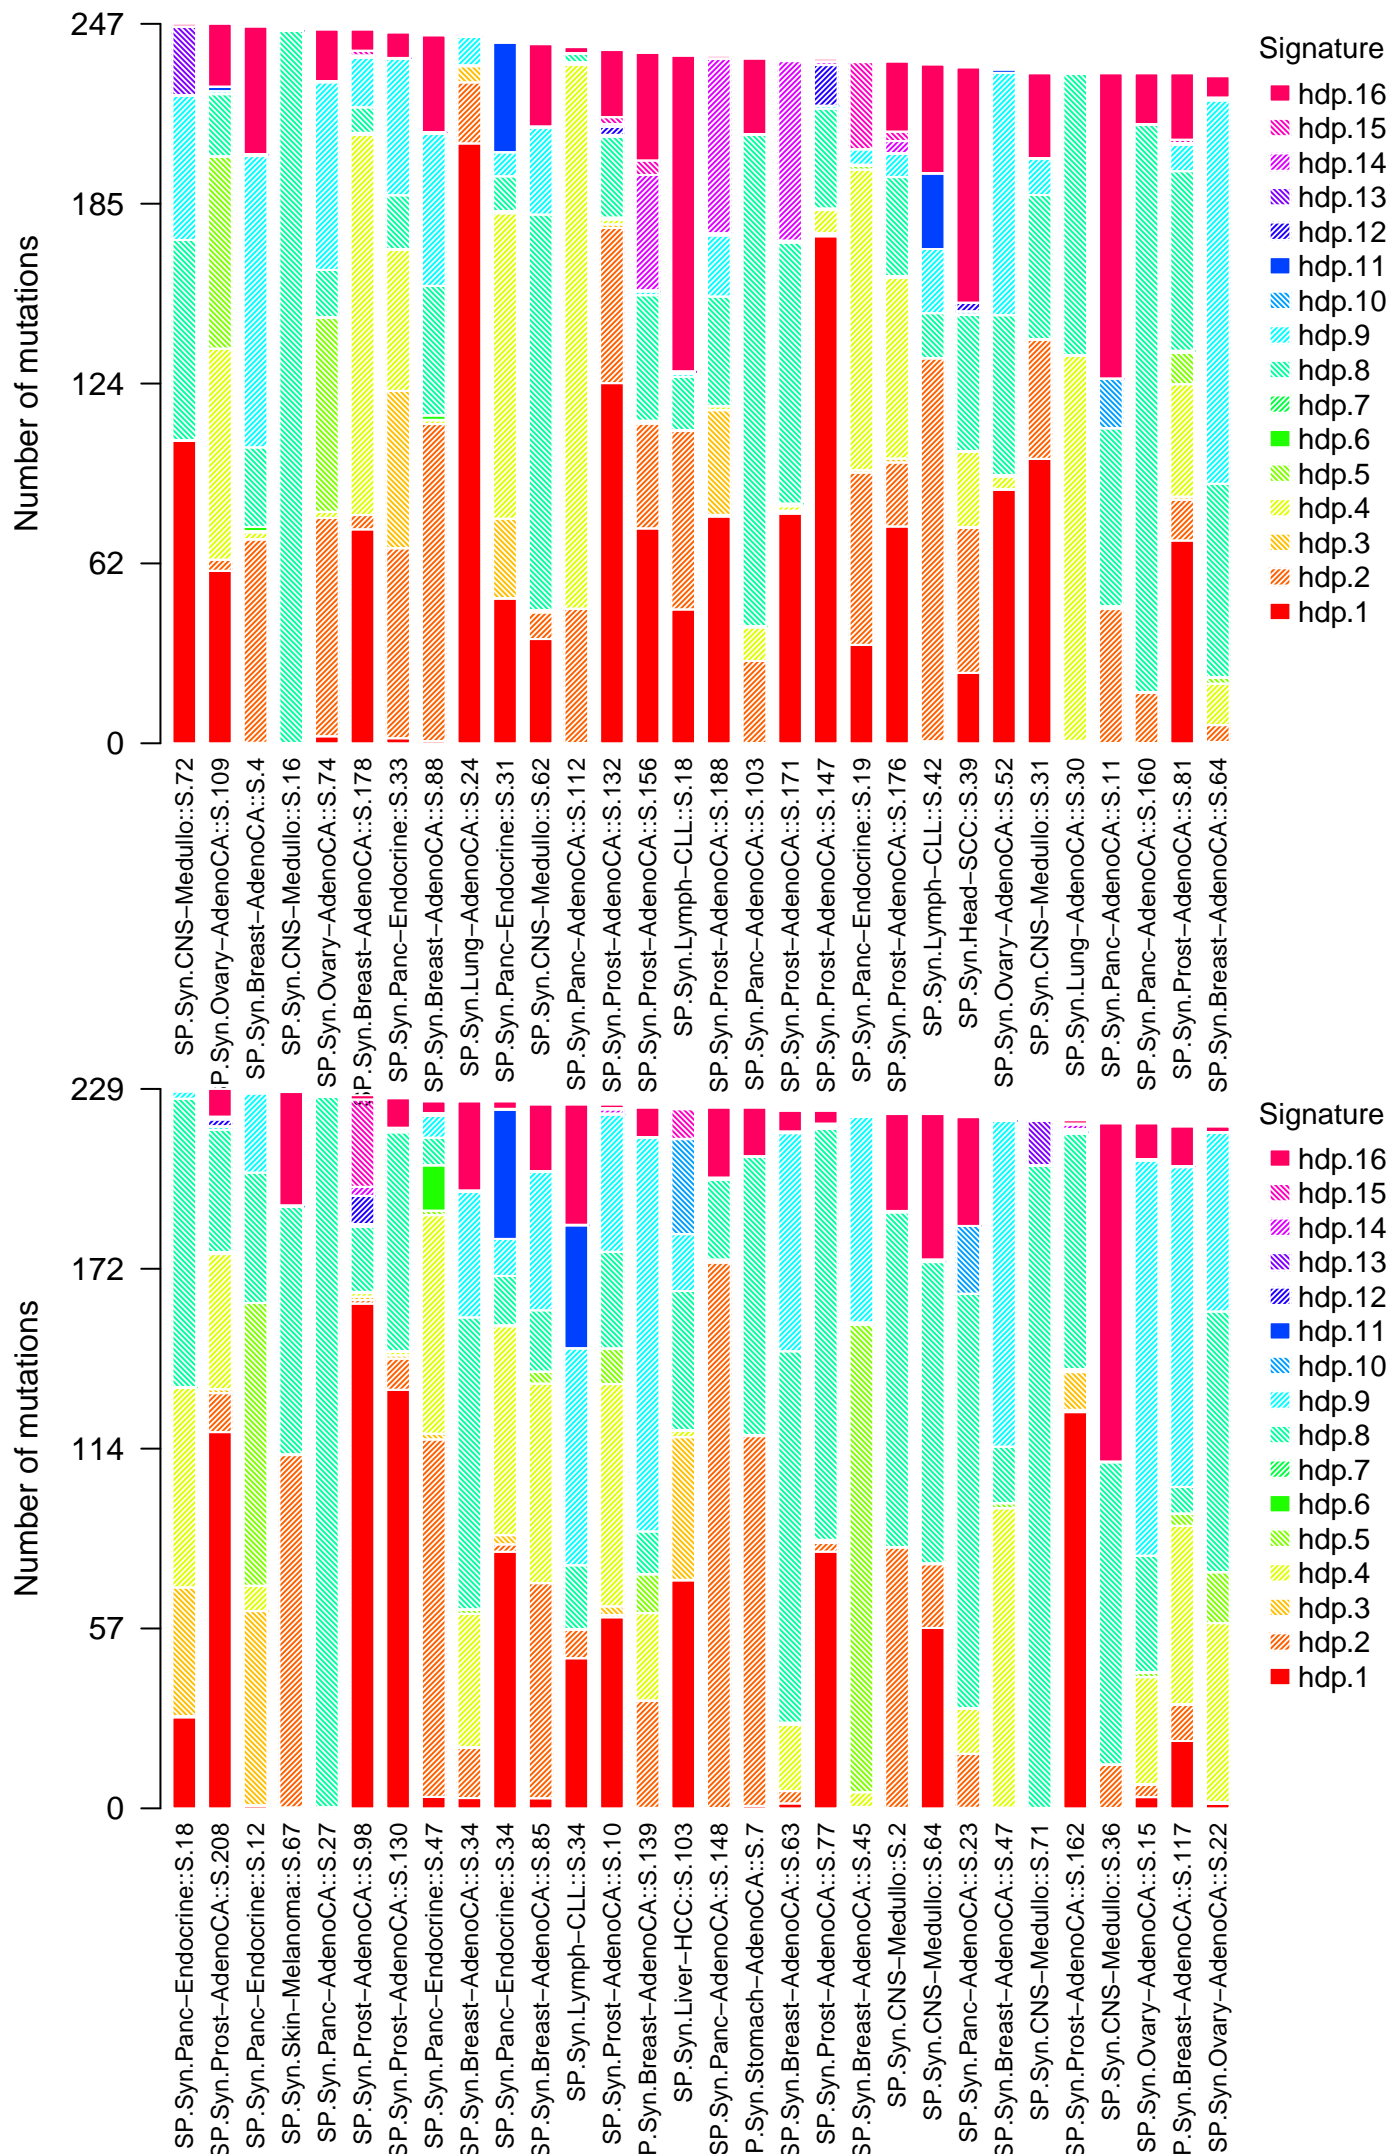 Number of mutations
247
185
124
62
0
SP.Syn.CNS−Medullo::S.72
SP.Syn.Ovary−AdenoCA::S.109
SP.Syn.Breast−AdenoCA::S.4
SP.Syn.CNS−Medullo::S.16
SP.Syn.Ovary−AdenoCA::S.74
SP.Syn.Breast−AdenoCA::S.178
SP.Syn.Panc−Endocrine::S.33
SP.Syn.Breast−AdenoCA::S.88
SP.Syn.Lung−AdenoCA::S.24
SP.Syn.Panc−Endocrine::S.31
SP.Syn.CNS−Medullo::S.62
SP.Syn.Panc−AdenoCA::S.112
SP.Syn.Prost−AdenoCA::S.132
SP.Syn.Prost−AdenoCA::S.156
SP.Syn.Lymph−CLL::S.18
SP.Syn.Prost−AdenoCA::S.188
SP.Syn.Panc−AdenoCA::S.103
SP.Syn.Prost−AdenoCA::S.171
SP.Syn.Prost−AdenoCA::S.147
SP.Syn.Panc−Endocrine::S.19
SP.Syn.Prost−AdenoCA::S.176
SP.Syn.Lymph−CLL::S.42
SP.Syn.Head−SCC::S.39
SP.Syn.Ovary−AdenoCA::S.52
SP.Syn.CNS−Medullo::S.31
SP.Syn.Lung−AdenoCA::S.30
SP.Syn.Panc−AdenoCA::S.11
SP.Syn.Panc−AdenoCA::S.160
SP.Syn.Prost−AdenoCA::S.81
SP.Syn.Breast−AdenoCA::S.64
Signature
hdp.16
hdp.15
hdp.14
hdp.13
hdp.12
hdp.11
hdp.10
hdp.9
hdp.8
hdp.7
hdp.6
hdp.5
hdp.4
hdp.3
hdp.2
hdp.1
Number of mutations
229
172
114
57
0
SP.Syn.Panc−Endocrine::S.18
SP.Syn.Prost−AdenoCA::S.208
SP.Syn.Panc−Endocrine::S.12
SP.Syn.Skin−Melanoma::S.67
SP.Syn.Panc−AdenoCA::S.27
SP.Syn.Prost−AdenoCA::S.98
SP.Syn.Prost−AdenoCA::S.130
SP.Syn.Panc−Endocrine::S.47
SP.Syn.Breast−AdenoCA::S.34
SP.Syn.Panc−Endocrine::S.34
SP.Syn.Breast−AdenoCA::S.85
SP.Syn.Lymph−CLL::S.34
SP.Syn.Prost−AdenoCA::S.10
P.Syn.Breast−AdenoCA::S.139
SP.Syn.Liver−HCC::S.103
SP.Syn.Panc−AdenoCA::S.148
P.Syn.Stomach−AdenoCA::S.7
SP.Syn.Breast−AdenoCA::S.63
SP.Syn.Prost−AdenoCA::S.77
SP.Syn.Breast−AdenoCA::S.45
SP.Syn.CNS−Medullo::S.2
SP.Syn.CNS−Medullo::S.64
SP.Syn.Panc−AdenoCA::S.23
SP.Syn.Breast−AdenoCA::S.47
SP.Syn.CNS−Medullo::S.71
SP.Syn.Prost−AdenoCA::S.162
SP.Syn.CNS−Medullo::S.36
SP.Syn.Ovary−AdenoCA::S.15
P.Syn.Breast−AdenoCA::S.117
SP.Syn.Ovary−AdenoCA::S.22
Signature
hdp.16
hdp.15
hdp.14
hdp.13
hdp.12
hdp.11
hdp.10
hdp.9
hdp.8
hdp.7
hdp.6
hdp.5
hdp.4
hdp.3
hdp.2
hdp.1